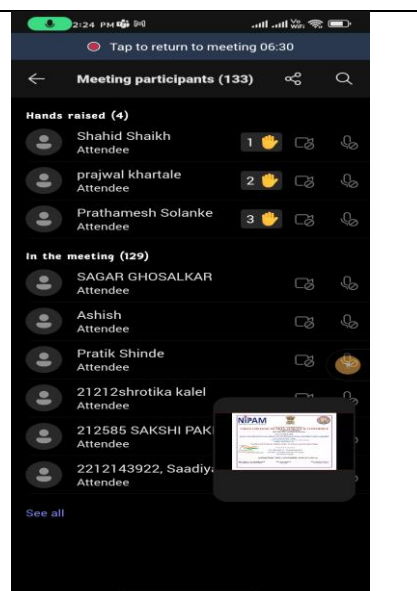 2:24 PM
Tap to return to meeting 06:30
Meeting participants (133)
Hands raised (4)
Shahid Shaikh
Attendee
1
prajwal khartale
Attendee
2
Prathamesh Solanke
Attendee
3
In the meeting (129)
SAGAR GHOSALKAR
Attendee
Ashish
Attendee
Pratik Shinde
Attendee
21212shrotika kalel
Attendee
212585 SAKSHI PAK
Attendee
2212143922, Saadiya
Attendee
NIPAM
See all